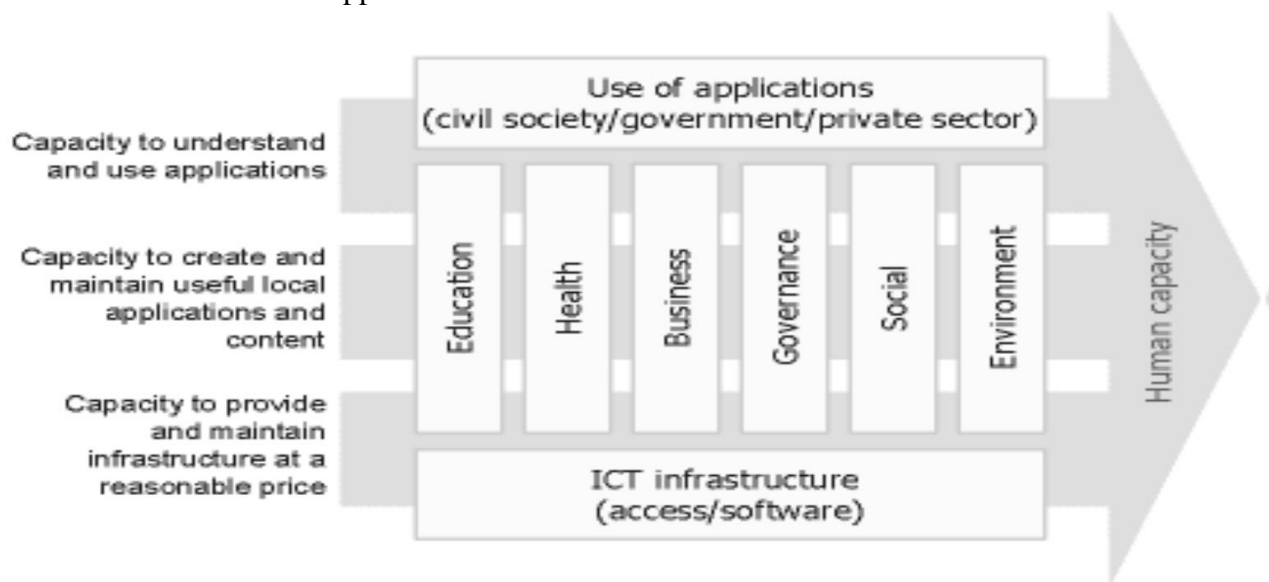 Use of applications
(civil society/government/private sector)
Capacity to understand
and use applications
Capacity to create and
maintain useful local
applications and
content
Capacity to provide
and maintain
infrastructure at a
reasonable price
Education
Health
Business
Governance
Social
Environment
ICT infrastructure
(access/software)
Human capacity